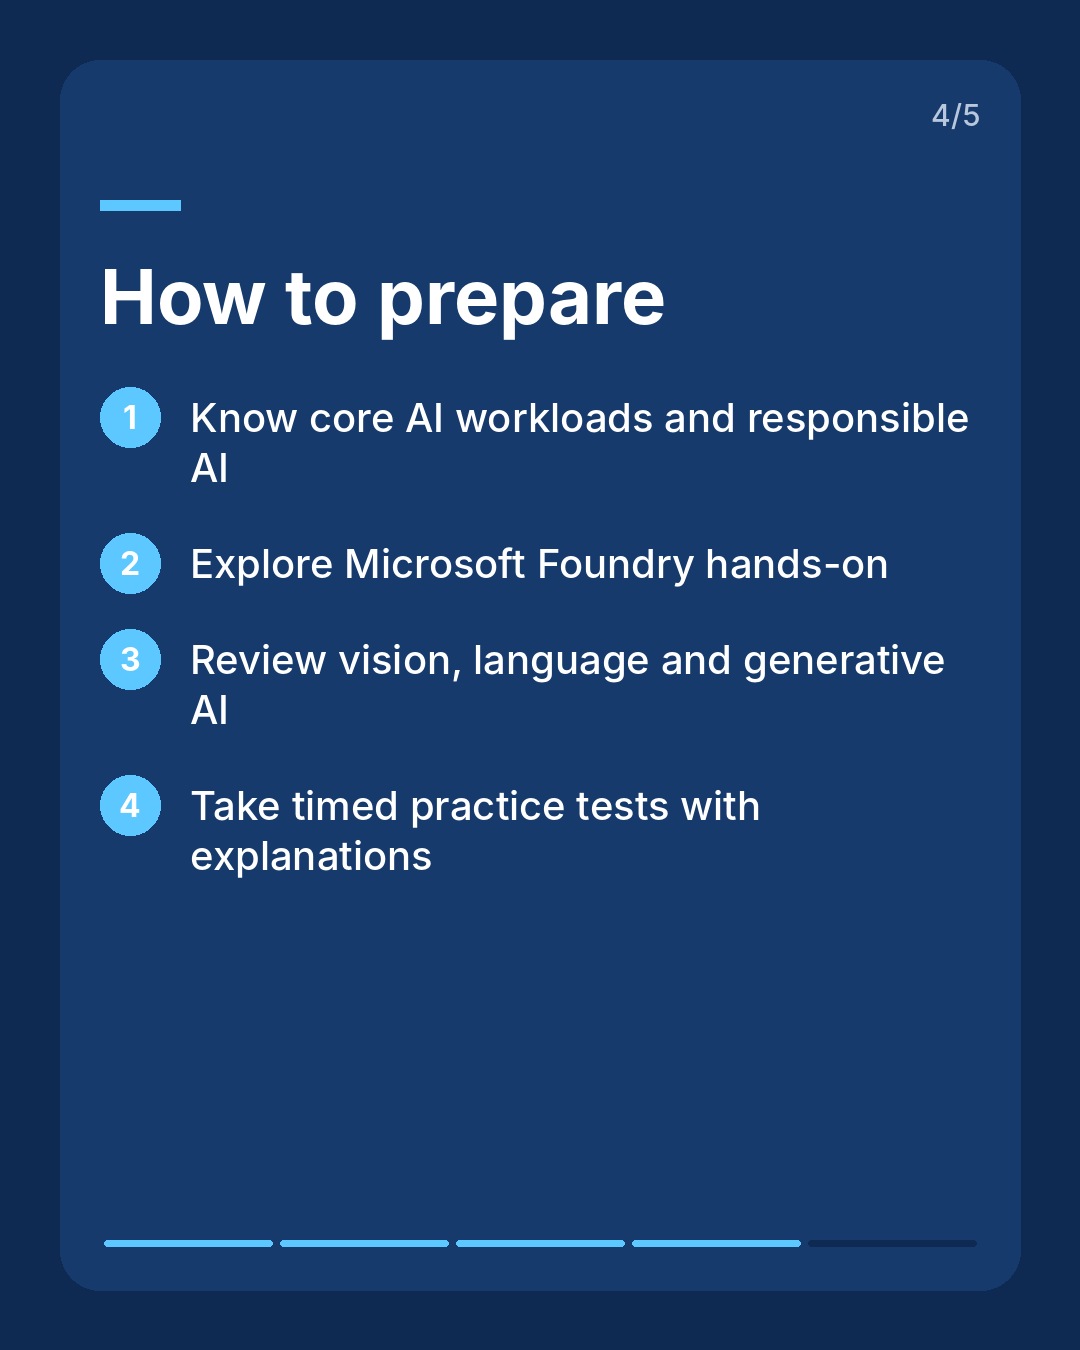 4/5
How to prepare
1 Know core AI workloads and responsible
AI
2 Explore Microsoft Foundry hands-on
3 Review vision, language and generative
AI
4 Take timed practice tests with
explanations